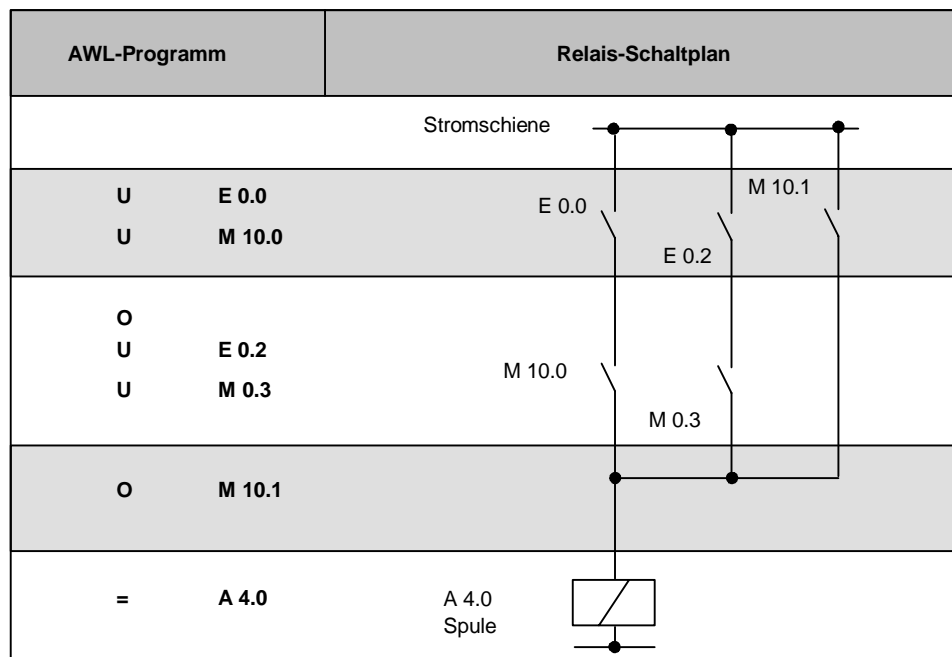 AWL-Programm Relais-Schaltplan
Stromschiene
U E 0.0
U M 10.0
E 0.0
M 10.1
E 0.2
O
U E 0.2
U M 0.3
M 10.0
M 0.3
O M 10.1
= A 4.0
A 4.0
Spule